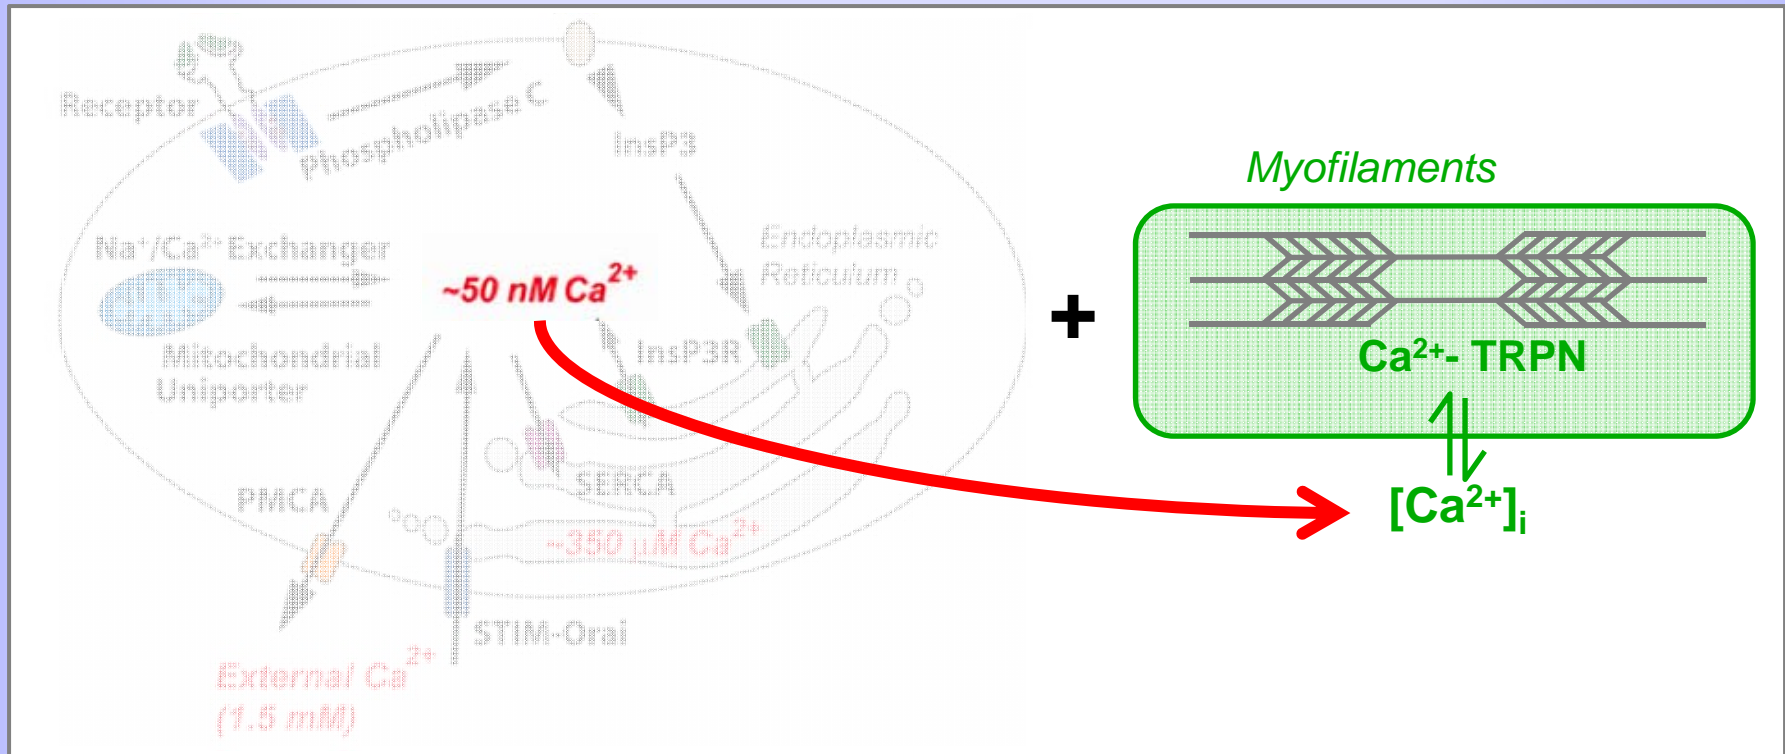 Receptor
Phospholipase C
InsP3
Myofilaments
Na⁺/Ca²⁺ Exchanger
Endoplasmic
Reticulum
~50 nM Ca²⁺
+
InsP3R
Mitochondrial
Uniporter
Ca²⁺- TRPN
SERCA
PMCA
[Ca²⁺]ᵢ
~350 µM Ca²⁺
STIM-Orai
External Ca²⁺
(1.5 mM)